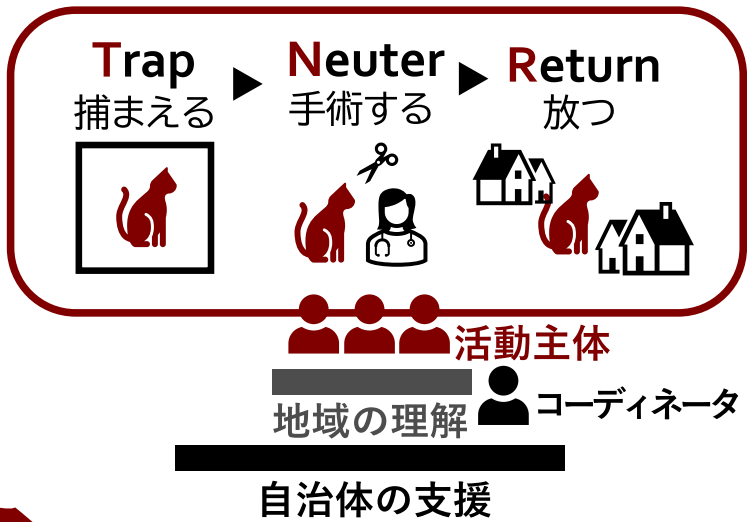 Trap ▶ Neuter ▶ Return
捕まえる 手術する 放つ
活動主体
コーディネータ
地域の理解
自治体の支援